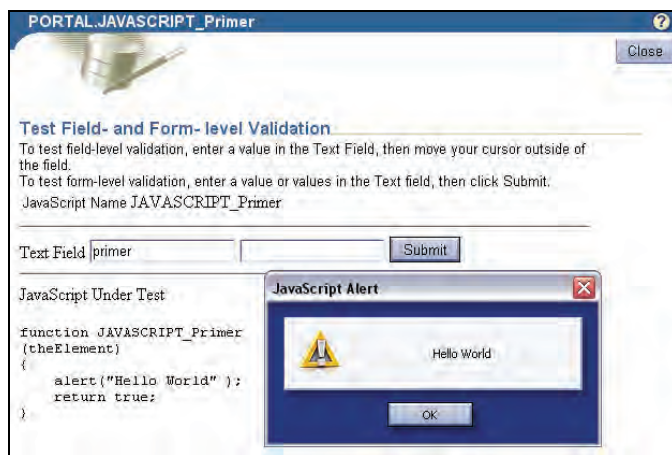 PORTAL.JAVASCRIPT_Primer
?
Close
Test Field- and Form- level Validation
To test field-level validation, enter a value in the Text Field, then move your cursor outside of
the field.
To test form-level validation, enter a value or values in the Text field, then click Submit.
JavaScript Name JAVASCRIPT_Primer
Text Field primer Submit
JavaScript Under Test
function JAVASCRIPT_Primer
(theElement)
{
alert("Hello World" );
return true;
}
JavaScript Alert
Hello World
OK